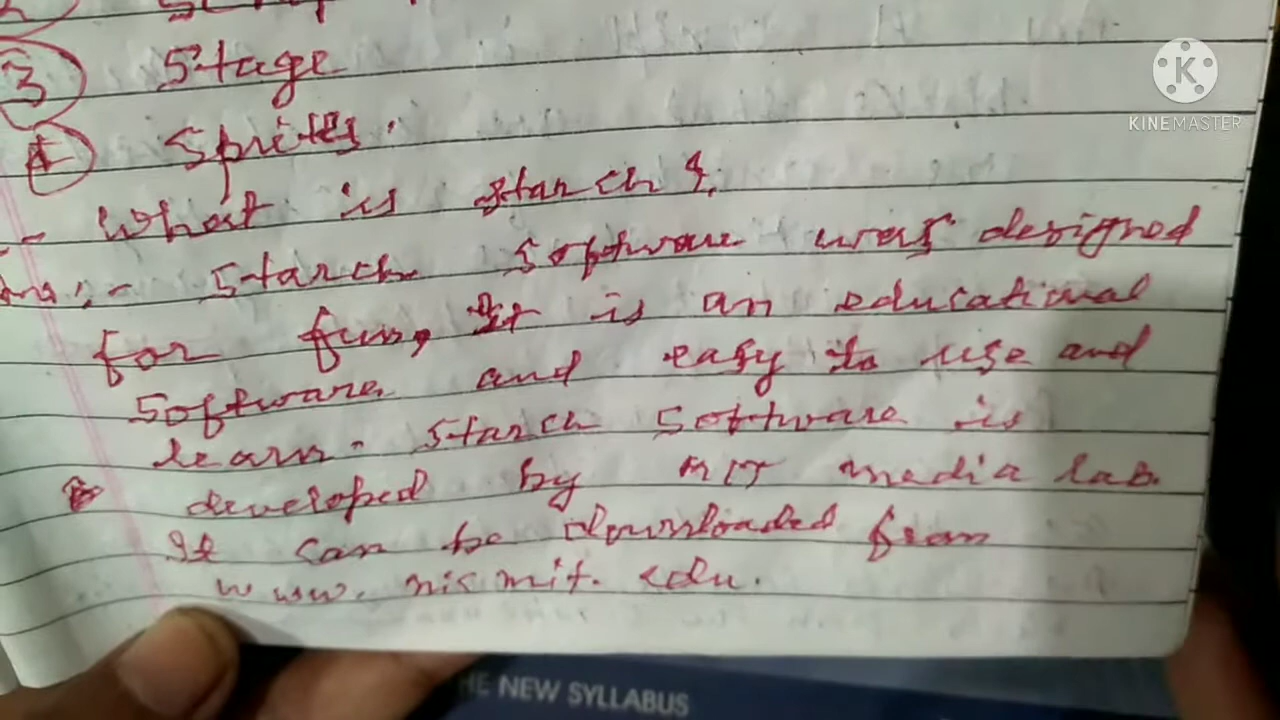 3 Stage
4 Sprites.
- What is starch?
Ans:- Starch software was designed
for fun, It is an educational
software and easy to use and
learn. Starch software is
developed by MIT media lab.
It can be downloaded from
www. nicmit. edu.
K
KINEMASTER
THE NEW SYLLABUS